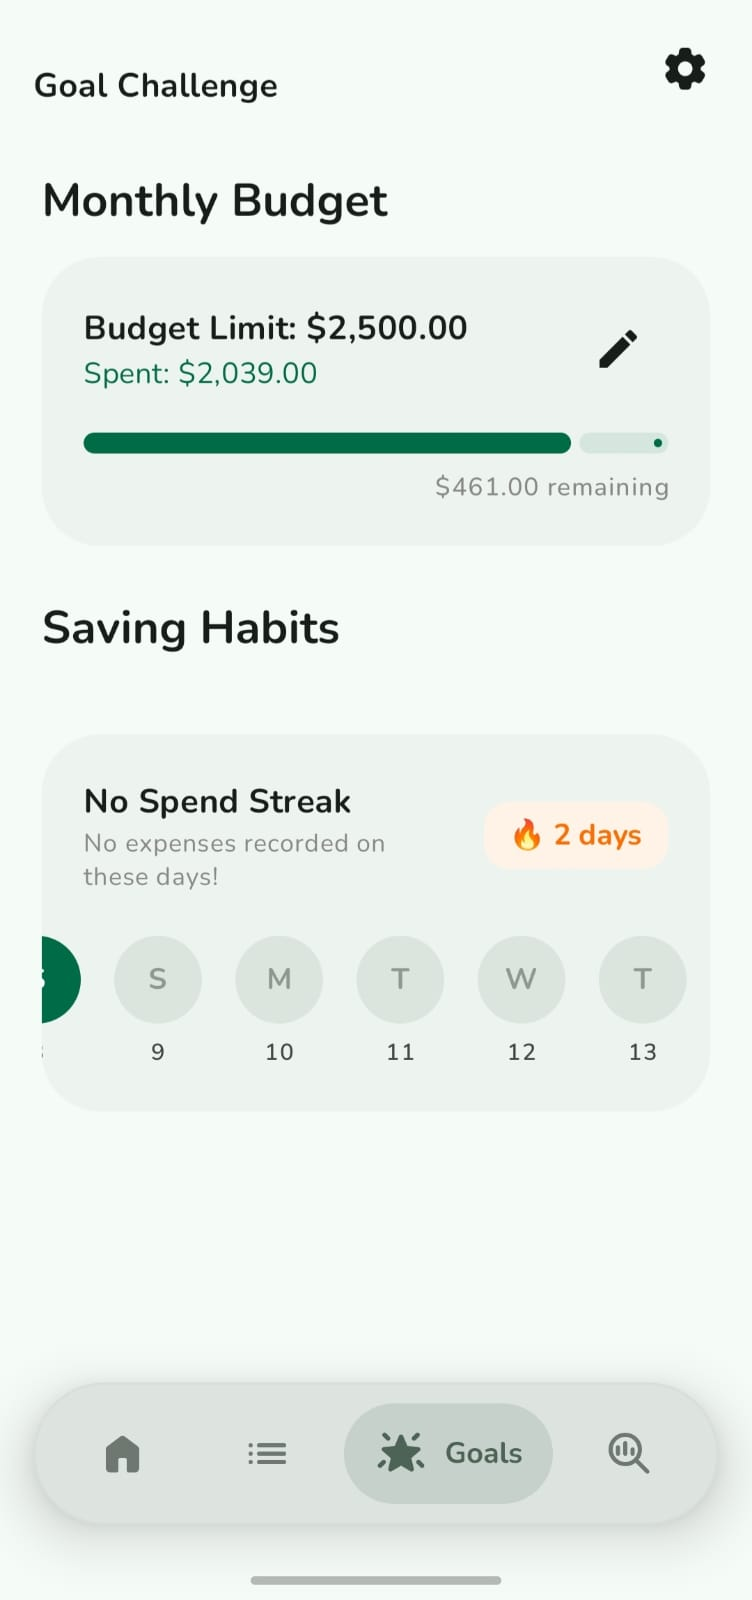 Goal Challenge
Monthly Budget
Budget Limit: $2,500.00
Spent: $2,039.00
$461.00 remaining
Saving Habits
No Spend Streak
No expenses recorded on
these days!
🔥 2 days
S M T W T
9 10 11 12 13
Goals